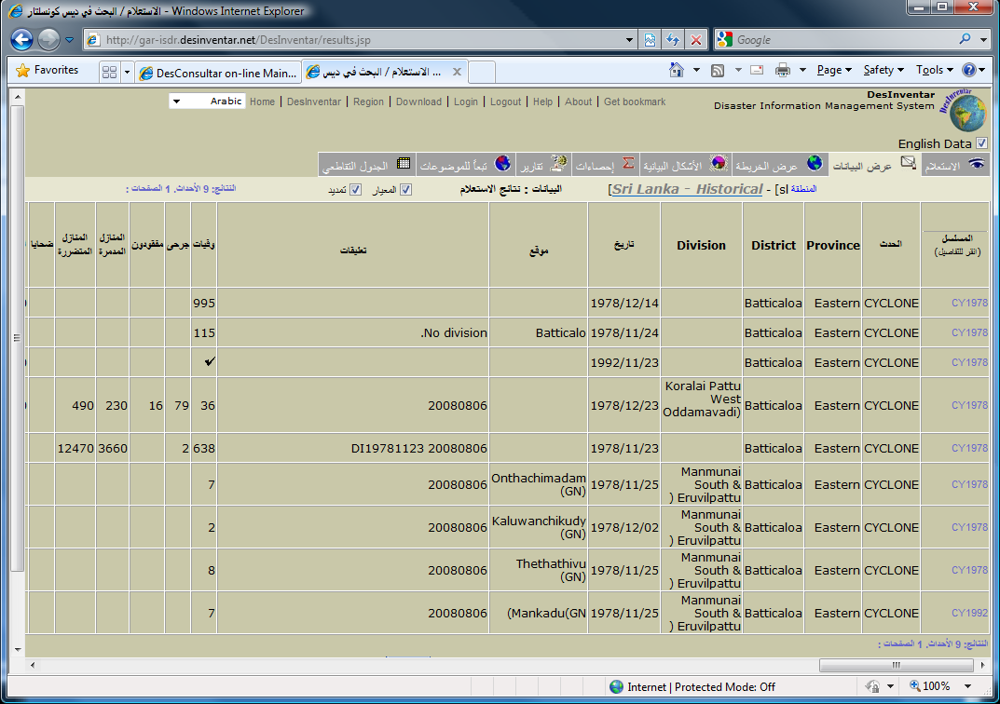 الاستعلام / البحث في ديس كونسلتار - Windows Internet Explorer
http://gar-isdr.desinventar.net/DesInventar/results.jsp
Google
Favorites
DesConsultar on-line Main...
... الاستعلام / البحث في ديس
Page Safety Tools
Arabic Home | DesInventar | Region | Download | Login | Logout | Help | About | Get bookmark
DesInventar
Disaster Information Management System
English Data
الاستعلام عرض البيانات عرض الخريطة الأشكال البيانية إحصاءات تقارير تبعاً للموضوعات الجدول التقاطعي
المنطقة [sl] - [Sri Lanka - Historical البيانات : نتائج الاستعلام المعيار تمديد النتائج: 9 الأحداث. 1 الصفحات :
المسلسل (انقر للتفاصيل) الحدث Province District Division تاريخ موقع تعليقات وفيات جرحى مفقودون المنازل المدمرة المنازل المتضررة ضحايا
CY1978 CYCLONE Eastern Batticaloa 1978/12/14 995
CY1978 CYCLONE Eastern Batticaloa 1978/11/24 Batticalo .No division 115
CY1978 CYCLONE Eastern Batticaloa 1992/11/23 ✓
CY1978 CYCLONE Eastern Batticaloa Koralai Pattu West Oddamavadi) 1978/12/23 20080806 36 79 16 230 490
CY1978 CYCLONE Eastern Batticaloa 1978/11/23 DI19781123 20080806 638 2 3660 12470
CY1978 CYCLONE Eastern Batticaloa Manmunai South & ) Eruvilpattu 1978/11/25 Onthachimadam (GN) 20080806 7
CY1978 CYCLONE Eastern Batticaloa Manmunai South & ) Eruvilpattu 1978/12/02 Kaluwanchikudy (GN) 20080806 2
CY1978 CYCLONE Eastern Batticaloa Manmunai South & ) Eruvilpattu 1978/11/25 Thethathivu (GN) 20080806 8
CY1992 CYCLONE Eastern Batticaloa Manmunai South & ) Eruvilpattu 1978/11/25 (Mankadu(GN 20080806 7
النتائج: 9 الأحداث. 1 الصفحات :
Internet | Protected Mode: Off
100%